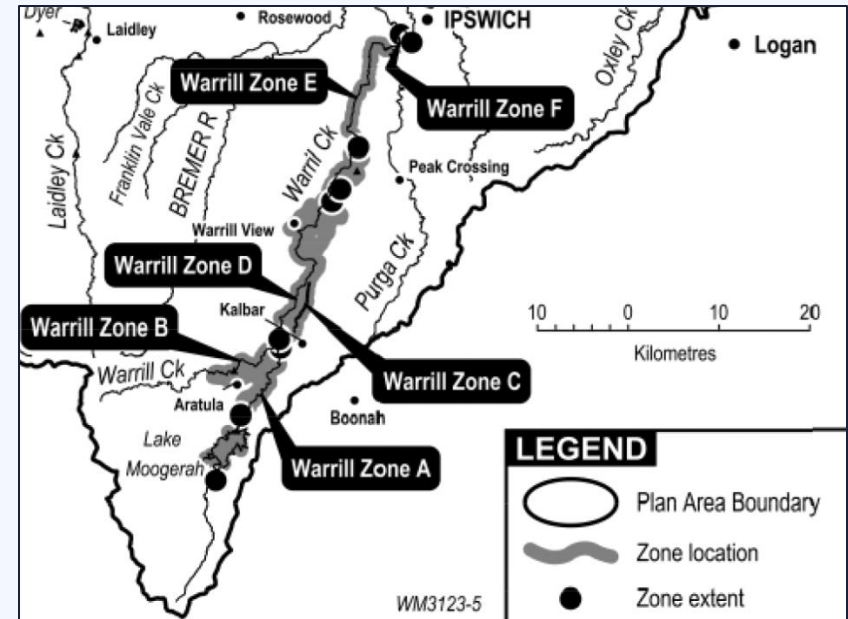 Dyer
Laidley
Rosewood
IPSWICH
Logan
Oxley Ck
Warrill Zone E
Warrill Zone F
Franklin Vale Ck
BREMER R
Laidley Ck
Warril Ck
Peak Crossing
Warrill View
Purga Ck
Warrill Zone D
Kalbar
10 0 10 20
Kilometres
Warrill Zone B
Warrill Ck
Warrill Zone C
Aratula
Boonah
Lake
Moogerah
Warrill Zone A
LEGEND
Plan Area Boundary
Zone location
Zone extent
WM3123-5